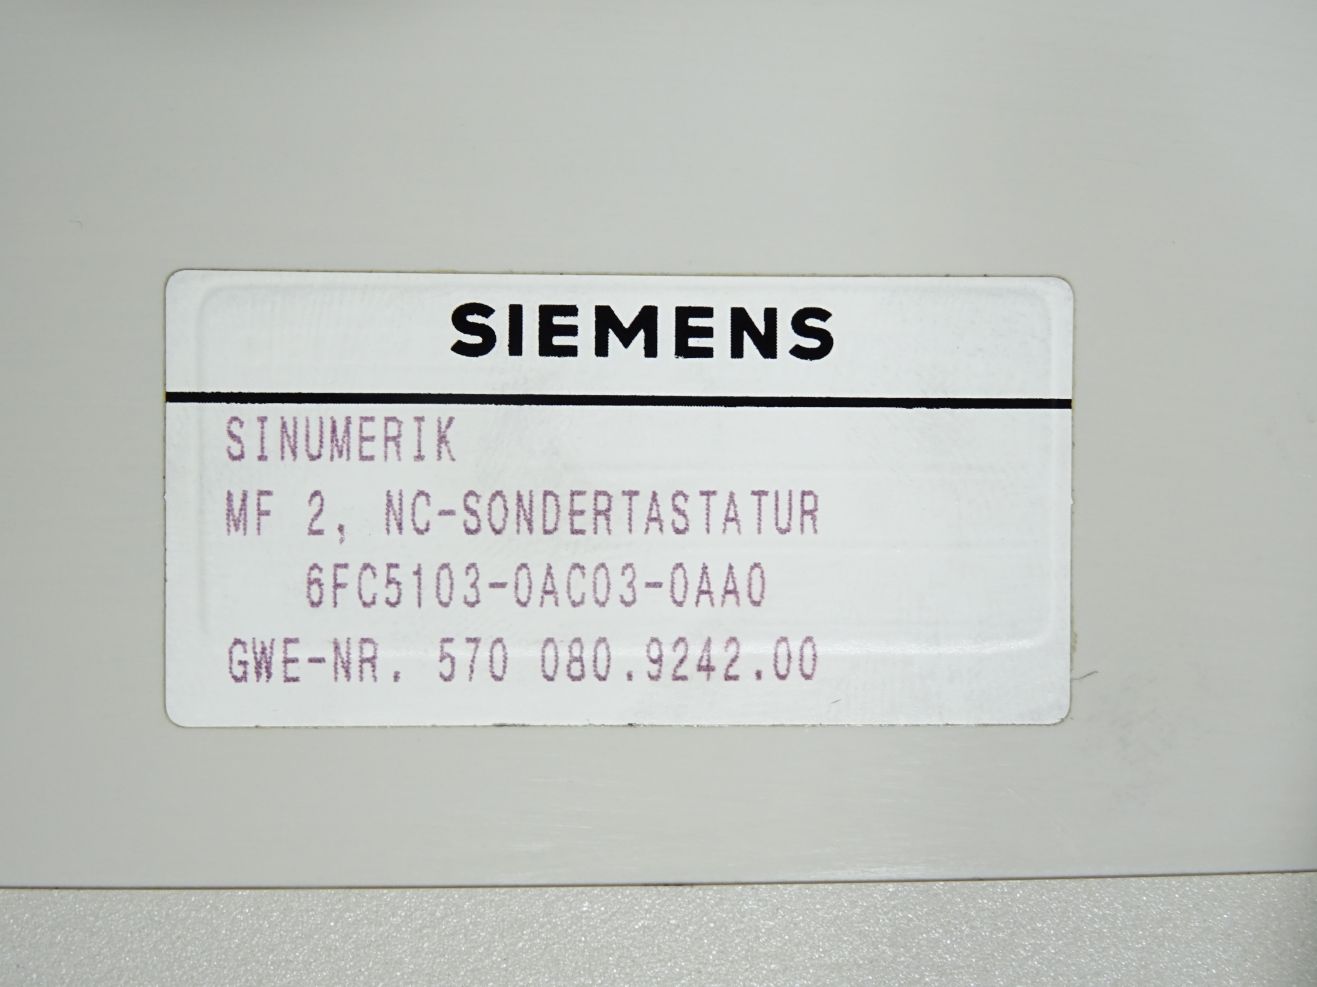 SIEMENS
SINUMERIK
MF 2, NC-SONDERTASTATUR
6FC5103-0AC03-0AA0
GWE-NR. 570 080.9242.00